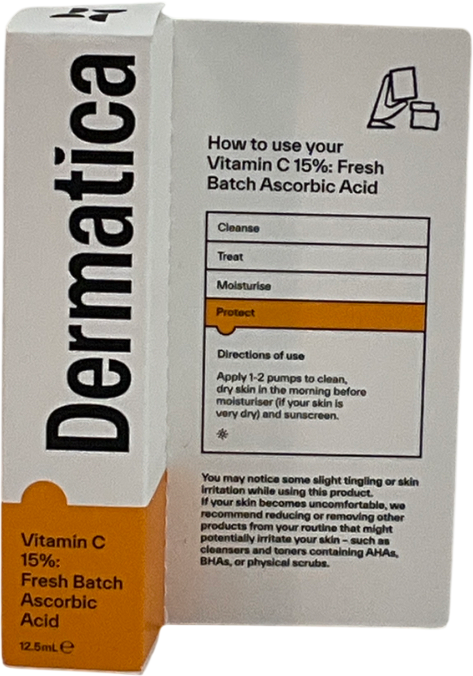 Dermatica
Vitamin C
15%:
Fresh Batch
Ascorbic
Acid
12.5mL ℮
How to use your
Vitamin C 15%: Fresh
Batch Ascorbic Acid
Cleanse
Treat
Moisturise
Protect
Directions of use
Apply 1-2 pumps to clean,
dry skin in the morning before
moisturiser (if your skin is
very dry) and sunscreen.
You may notice some slight tingling or skin
irritation while using this product.
If your skin becomes uncomfortable, we
recommend reducing or removing other
products from your routine that might
potentially irritate your skin – such as
cleansers and toners containing AHAs,
BHAs, or physical scrubs.